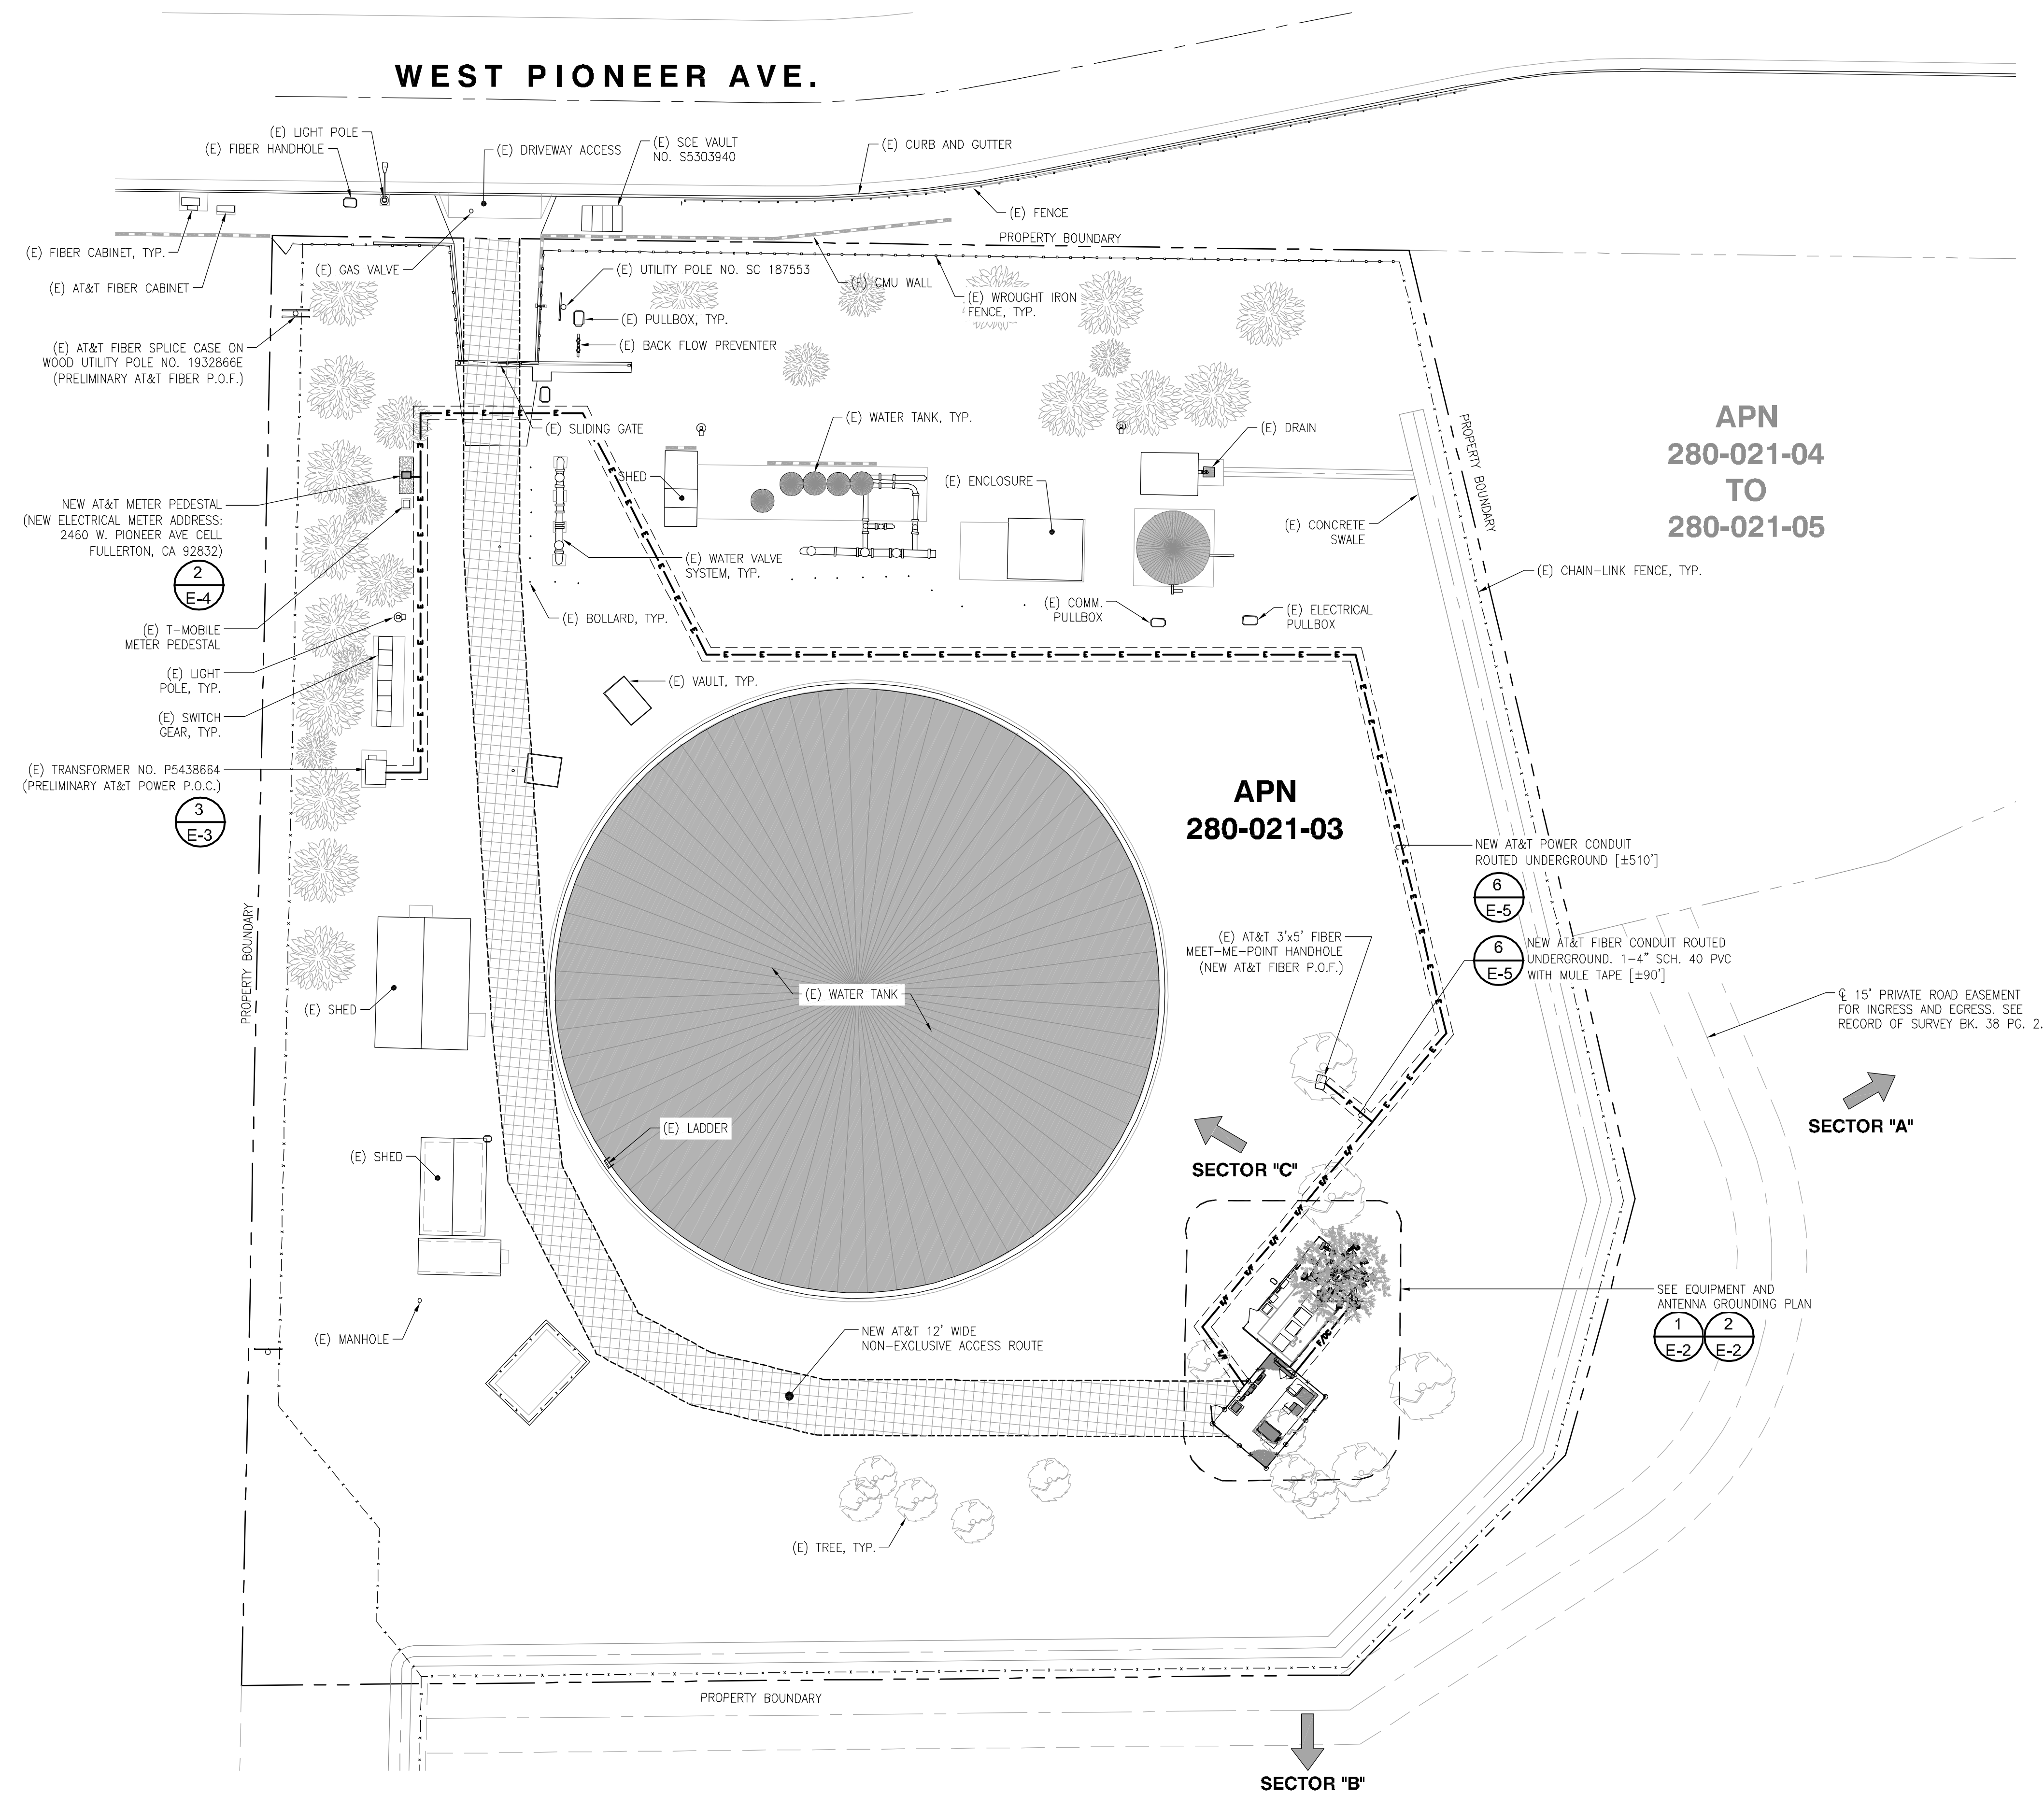 WEST PIONEER AVE.
(E) LIGHT POLE
(E) FIBER HANDHOLE
(E) DRIVEWAY ACCESS
(E) SCE VAULT
NO. S5303940
(E) CURB AND GUTTER
(E) FENCE
PROPERTY BOUNDARY
(E) FIBER CABINET, TYP.
(E) GAS VALVE
(E) AT&T FIBER CABINET
(E) UTILITY POLE NO. SC 187553
(E) CMU WALL
(E) WROUGHT IRON
FENCE, TYP.
(E) PULLBOX, TYP.
(E) BACK FLOW PREVENTER
(E) AT&T FIBER SPLICE CASE ON
WOOD UTILITY POLE NO. 1932866E
(PRELIMINARY AT&T FIBER P.O.F.)
(E) SLIDING GATE
(E) WATER TANK, TYP.
(E) DRAIN
PROPERTY BOUNDARY
APN
280-021-04
TO
280-021-05
SHED
(E) ENCLOSURE
(E) CONCRETE
SWALE
NEW AT&T METER PEDESTAL
(NEW ELECTRICAL METER ADDRESS:
2460 W. PIONEER AVE CELL
FULLERTON, CA 92832)
2
E-4
(E) WATER VALVE
SYSTEM, TYP.
(E) CHAIN-LINK FENCE, TYP.
(E) BOLLARD, TYP.
(E) COMM.
PULLBOX
(E) ELECTRICAL
PULLBOX
(E) T-MOBILE
METER PEDESTAL
(E) LIGHT
POLE, TYP.
(E) SWITCH
GEAR, TYP.
(E) VAULT, TYP.
(E) TRANSFORMER NO. P5438664
(PRELIMINARY AT&T POWER P.O.C.)
3
E-3
APN
280-021-03
NEW AT&T POWER CONDUIT
ROUTED UNDERGROUND [±510']
6
E-5
PROPERTY BOUNDARY
(E) AT&T 3'x5' FIBER
MEET-ME-POINT HANDHOLE
(NEW AT&T FIBER P.O.F.)
6
E-5
NEW AT&T FIBER CONDUIT ROUTED
UNDERGROUND. 1-4" SCH. 40 PVC
WITH MULE TAPE [±90']
(E) SHED
(E) WATER TANK
℄ 15' PRIVATE ROAD EASEMENT
FOR INGRESS AND EGRESS. SEE
RECORD OF SURVEY BK. 38 PG. 2.
SECTOR "A"
(E) LADDER
(E) SHED
SECTOR "C"
SEE EQUIPMENT AND
ANTENNA GROUNDING PLAN
1
E-2
2
E-2
(E) MANHOLE
NEW AT&T 12' WIDE
NON-EXCLUSIVE ACCESS ROUTE
F/DC
(E) TREE, TYP.
PROPERTY BOUNDARY
SECTOR "B"